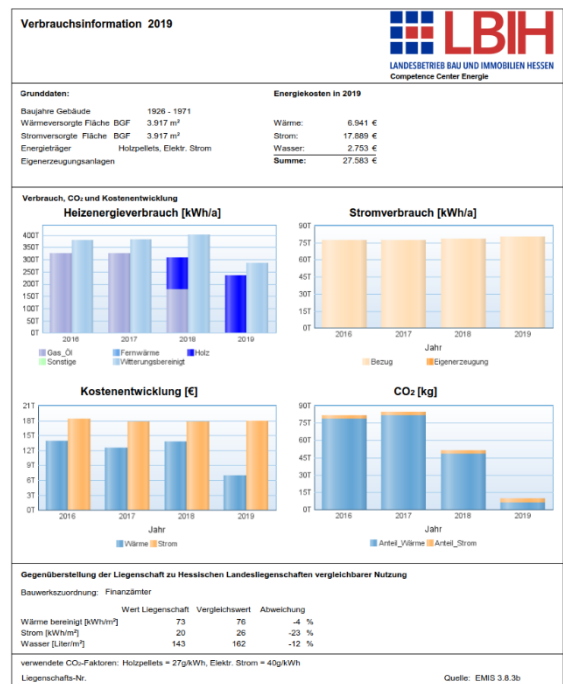 Verbrauchsinformation 2019
LBIH
LANDESBETRIEB BAU UND IMMOBILIEN HESSEN
Competence Center Energie
Grunddaten:
Baujahre Gebäude 1926 - 1971
Wärmeversorgte Fläche BGF 3.917 m²
Stromversorgte Fläche BGF 3.917 m²
Energieträger Holzpellets, Elektr. Strom
Eigenerzeugungsanlagen
Energiekosten in 2019
Wärme: 6.941 €
Strom: 17.889 €
Wasser: 2.753 €
Summe: 27.583 €
Verbrauch, CO₂ und Kostenentwicklung
Heizenergieverbrauch [kWh/a]
400T
350T
300T
250T
200T
150T
100T
50T
0T
2016 2017 2018 2019
Gas_Öl Fernwärme Holz
Sonstige Witterungsbereinigt
Stromverbrauch [kWh/a]
90T
75T
60T
45T
30T
15T
0T
2016 2017 2018 2019
Jahr
Bezug Eigenerzeugung
Kostenentwicklung [€]
21T
18T
15T
12T
9T
6T
3T
0T
2016 2017 2018 2019
Jahr
Wärme Strom
CO₂ [kg]
90T
75T
60T
45T
30T
15T
0T
2016 2017 2018 2019
Jahr
Anteil_Wärme Anteil_Strom
Gegenüberstellung der Liegenschaft zu Hessischen Landesliegenschaften vergleichbarer Nutzung
Bauwerkszuordnung: Finanzämter
Wert Liegenschaft Vergleichswert Abweichung
Wärme bereinigt [kWh/m²] 73 76 -4 %
Strom [kWh/m²] 20 26 -23 %
Wasser [Liter/m²] 143 162 -12 %
verwendete CO₂-Faktoren: Holzpellets = 27g/kWh, Elektr. Strom = 40g/kWh
Liegenschafts-Nr. Quelle: EMIS 3.8.3b